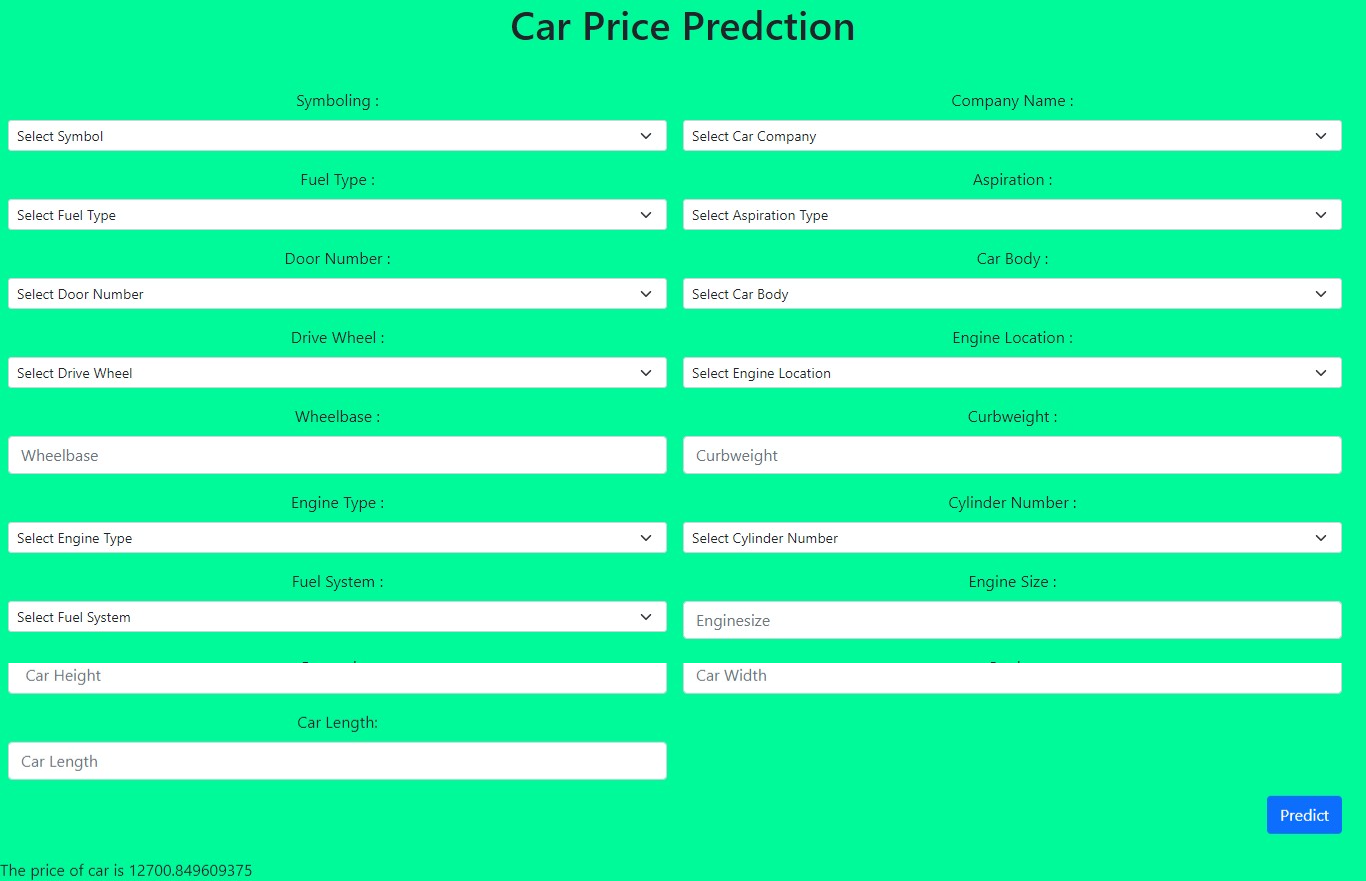 Car Price Predction
Symboling :
Company Name :
Select Symbol
Select Car Company
Fuel Type :
Aspiration :
Select Fuel Type
Select Aspiration Type
Door Number :
Car Body :
Select Door Number
Select Car Body
Drive Wheel :
Engine Location :
Select Drive Wheel
Select Engine Location
Wheelbase :
Curbweight :
Wheelbase
Curbweight
Engine Type :
Cylinder Number :
Select Engine Type
Select Cylinder Number
Fuel System :
Engine Size :
Select Fuel System
Enginesize
Car Height
Car Width
Car Length:
Car Length
Predict
The price of car is 12700.849609375